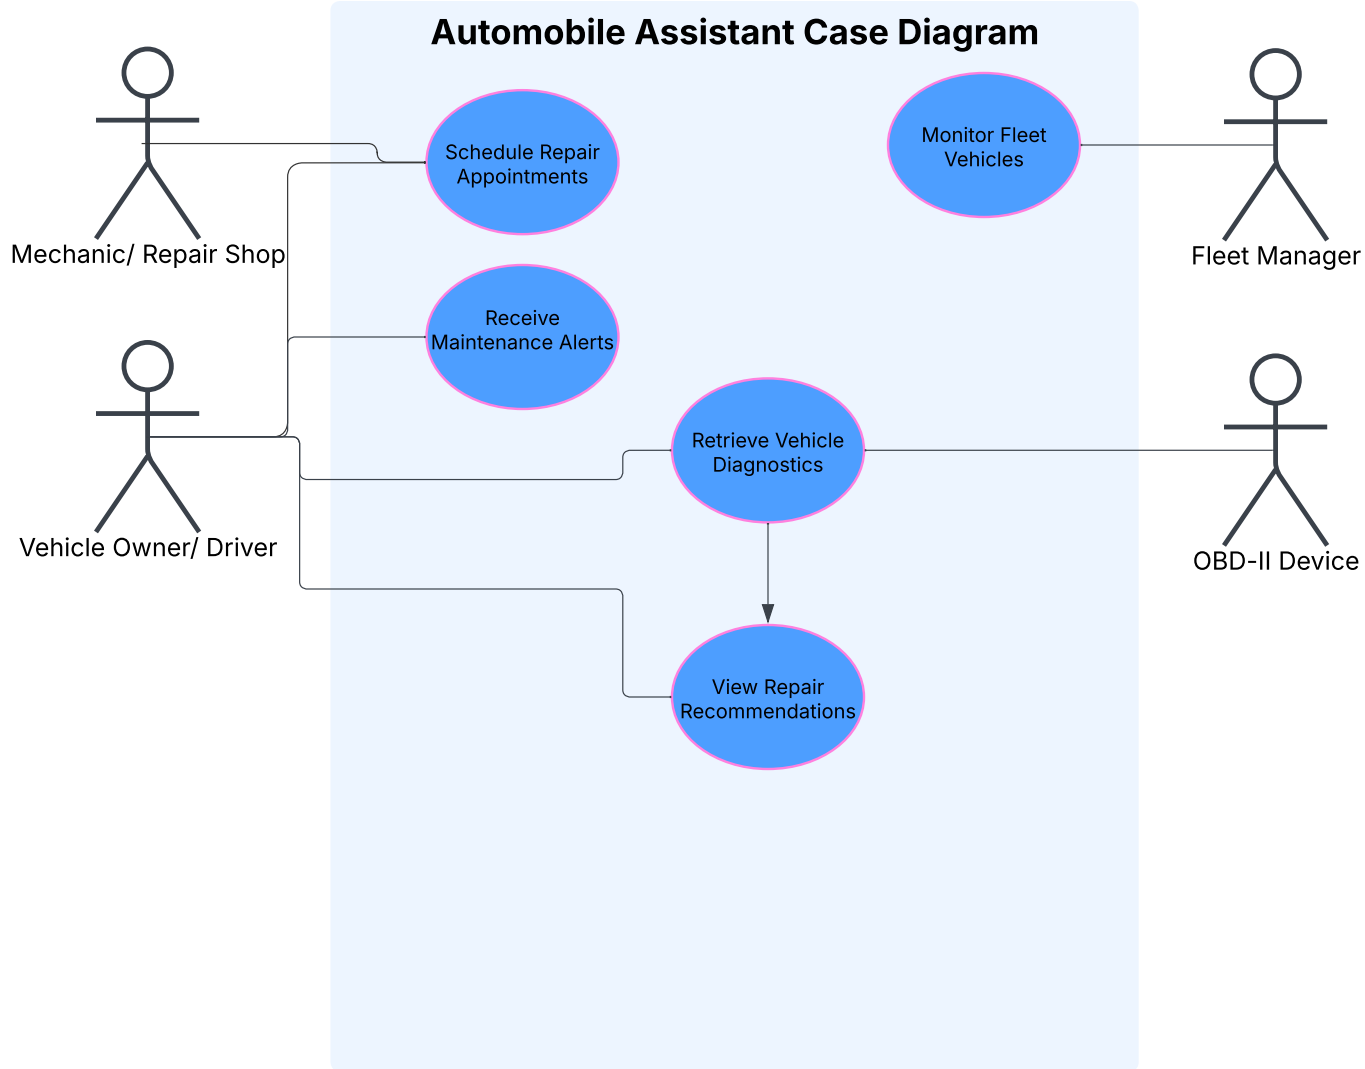 Automobile Assistant Case Diagram
Schedule Repair
Appointments
Monitor Fleet
Vehicles
Mechanic/ Repair Shop
Fleet Manager
Receive
Maintenance Alerts
Retrieve Vehicle
Diagnostics
Vehicle Owner/ Driver
OBD-II Device
View Repair
Recommendations